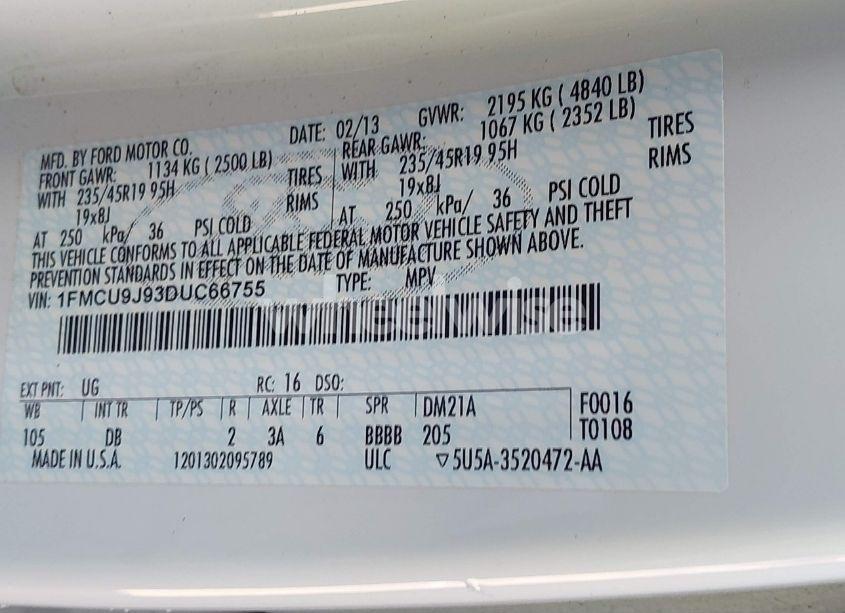 MFD. BY FORD MOTOR CO.
DATE: 02/13 GVWR: 2195 KG ( 4840 LB)
FRONT GAWR: 1134 KG ( 2500 LB) REAR GAWR: 1067 KG ( 2352 LB)
WITH 235/45R19 95H TIRES WITH 235/45R19 95H TIRES
19x8J RIMS 19x8J RIMS
AT 250 kPa/ 36 PSI COLD AT 250 kPa/ 36 PSI COLD
THIS VEHICLE CONFORMS TO ALL APPLICABLE FEDERAL MOTOR VEHICLE SAFETY AND THEFT
PREVENTION STANDARDS IN EFFECT ON THE DATE OF MANUFACTURE SHOWN ABOVE.
VIN: 1FMCU9J93DUC66755 TYPE: MPV
wheelwise
EXT PNT: UG RC: 16 DSO:
WB INT TR TP/PS R AXLE TR SPR DM21A F0016
105 DB 2 3A 6 BBBB 205 T0108
MADE IN U.S.A. 1201302095789 ULC ▽5U5A-3520472-AA